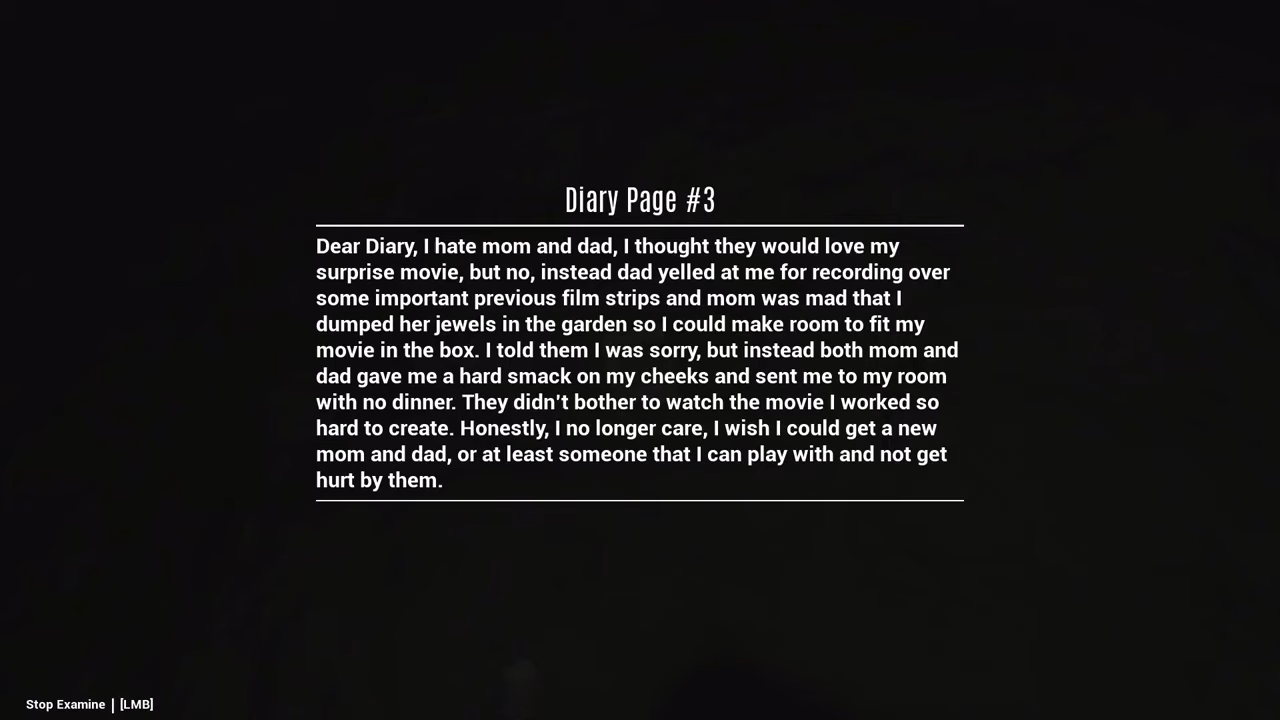 Diary Page #3
Dear Diary, I hate mom and dad, I thought they would love my
surprise movie, but no, instead dad yelled at me for recording over
some important previous film strips and mom was mad that I
dumped her jewels in the garden so I could make room to fit my
movie in the box. I told them I was sorry, but instead both mom and
dad gave me a hard smack on my cheeks and sent me to my room
with no dinner. They didn't bother to watch the movie I worked so
hard to create. Honestly, I no longer care, I wish I could get a new
mom and dad, or at least someone that I can play with and not get
hurt by them.
Stop Examine | [LMB]